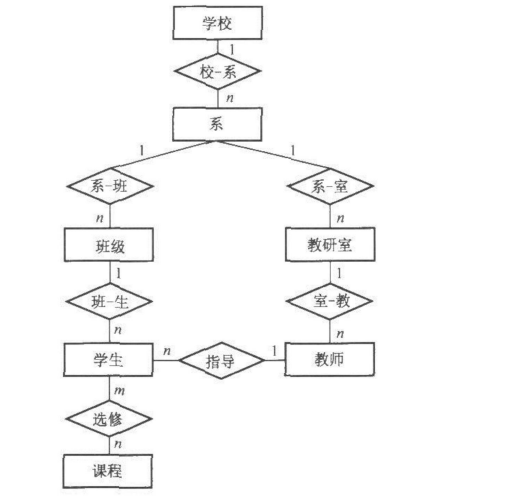 学校
1
校-系
n
系
1 1
系-班 系-室
n n
班级 教研室
1 1
班-生 室-教
n n
学生 n 指导 1 教师
m
选修
n
课程